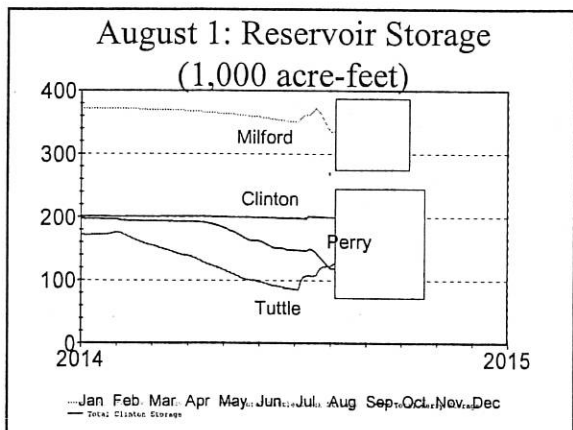 August 1: Reservoir Storage
(1,000 acre-feet)
400
300
200
100
0
Milford
Clinton
Perry
Tuttle
2014
2015
Jan Feb Mar Apr May Jun Jul Aug Sep Oct Nov Dec
Total Clinton Storage